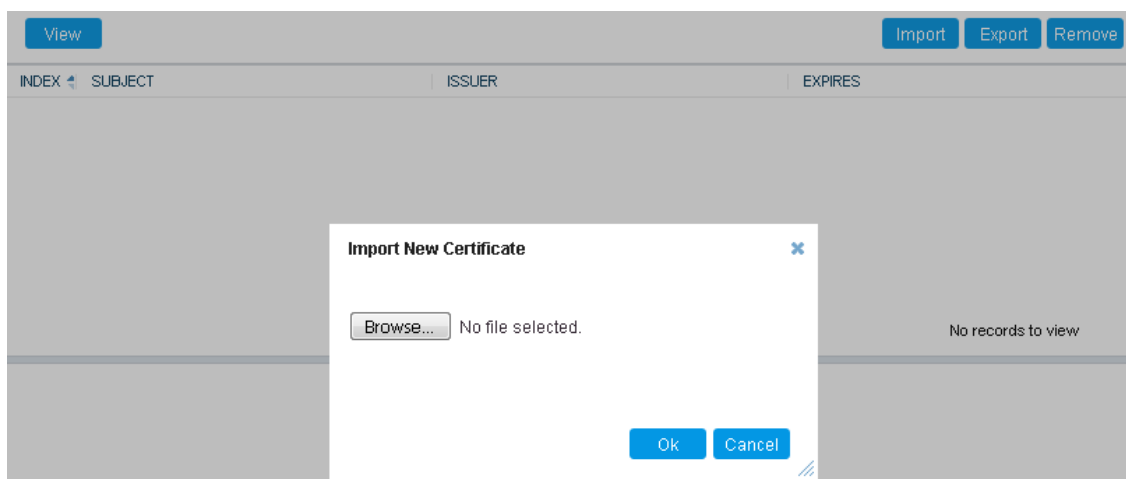 View Import Export Remove
INDEX SUBJECT ISSUER EXPIRES
Import New Certificate
Browse... No file selected.
No records to view
Ok Cancel